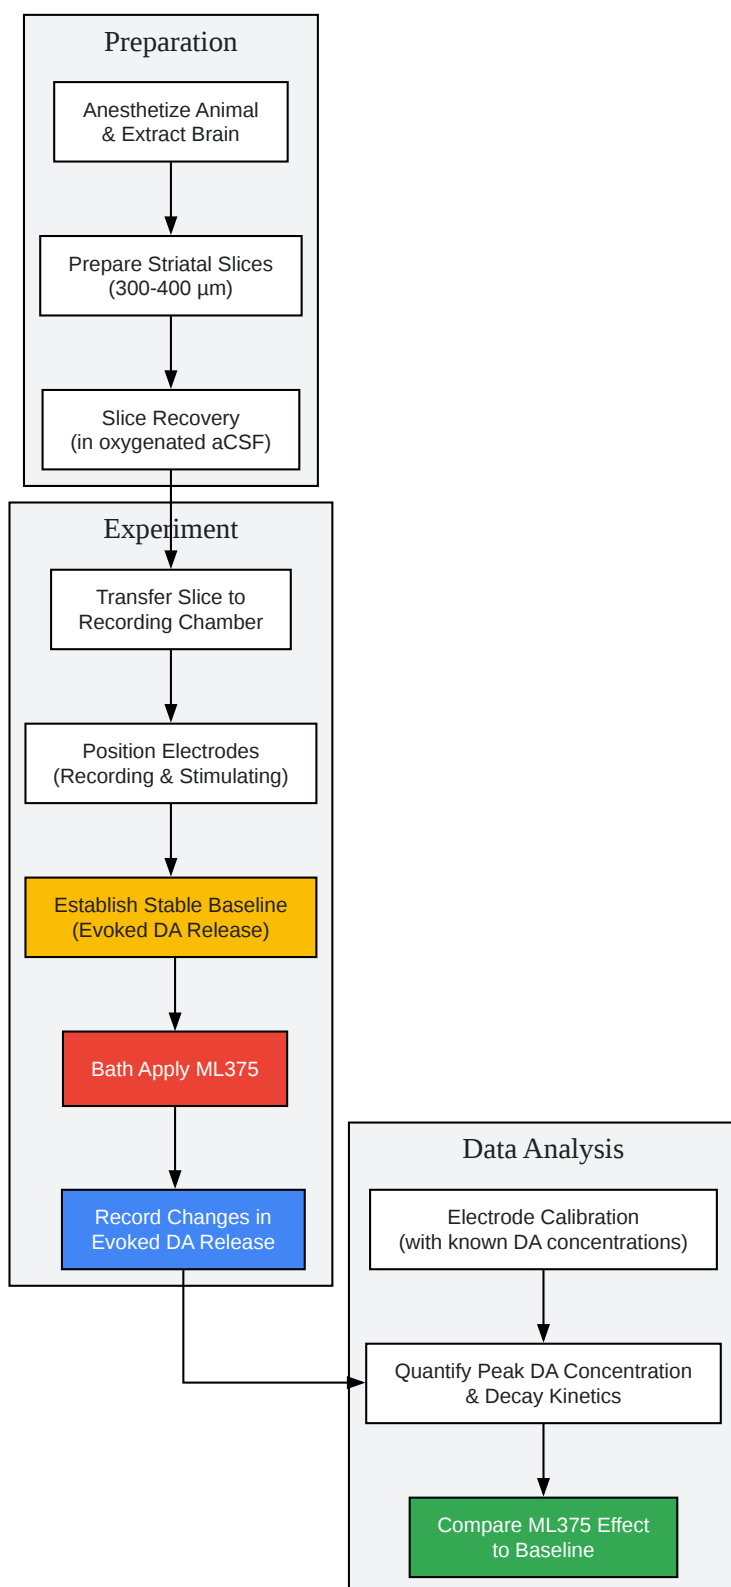 Preparation
Anesthetize Animal
& Extract Brain
Prepare Striatal Slices
(300-400 µm)
Slice Recovery
(in oxygenated aCSF)
Experiment
Transfer Slice to
Recording Chamber
Position Electrodes
(Recording & Stimulating)
Establish Stable Baseline
(Evoked DA Release)
Bath Apply ML375
Record Changes in
Evoked DA Release
Data Analysis
Electrode Calibration
(with known DA concentrations)
Quantify Peak DA Concentration
& Decay Kinetics
Compare ML375 Effect
to Baseline